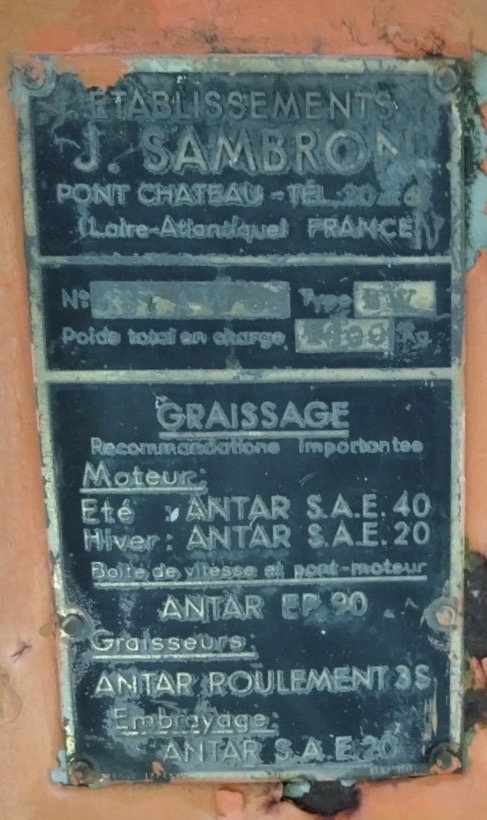 ETABLISSEMENTS
J. SAMBRON
PONT CHATEAU - TEL.
(Loire-Atlantique) FRANCE
No Type
Poids total en charge Kg
GRAISSAGE
Recommandations importantes
Moteur:
Eté : ANTAR S.A.E. 40
Hiver: ANTAR S.A.E. 20
Boite de vitesse et pont-moteur
ANTAR EP 90
Graisseurs:
ANTAR ROULEMENT 3S
Embrayage:
ANTAR S.A.E. 20